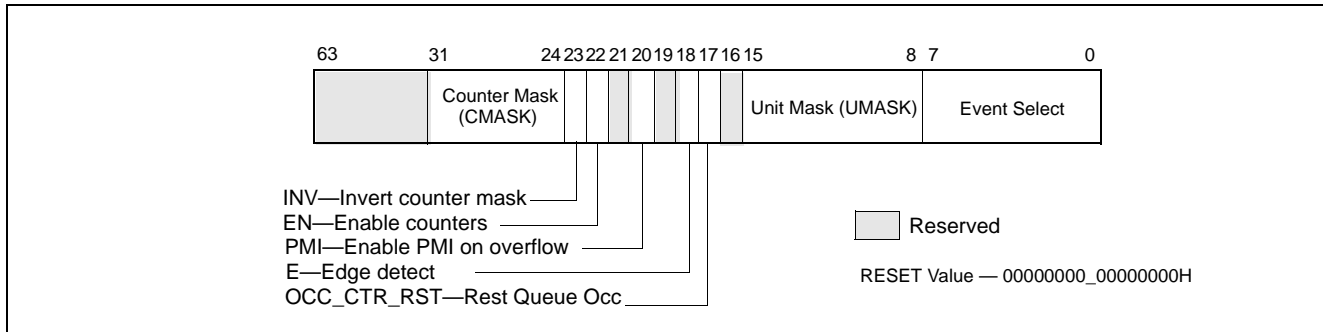 63 31 24 23 22 21 20 19 18 17 16 15 8 7 0
Counter Mask
(CMASK)
Unit Mask (UMASK)
Event Select
INV—Invert counter mask
EN—Enable counters
PMI—Enable PMI on overflow
E—Edge detect
OCC_CTR_RST—Rest Queue Occ
Reserved
RESET Value — 00000000_00000000H